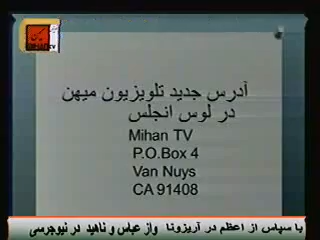 آدرس جدید تلویزیون میهن
در لوس انجلس
Mihan TV
P.O.Box 4
Van Nuys
CA 91408
با سپاس از اعظم در آریزونا واز عباس و ناهید در نیوجرسی